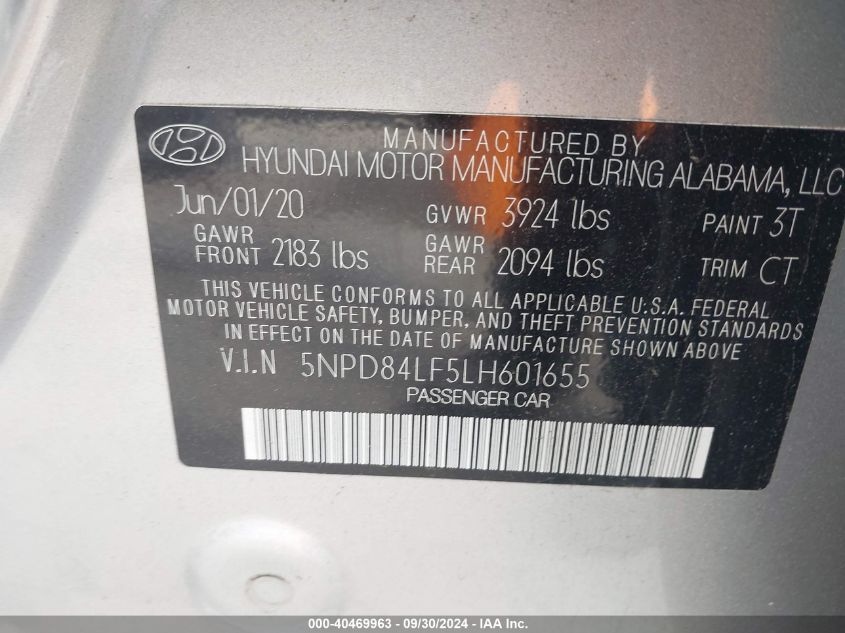 MANUFACTURED BY
HYUNDAI MOTOR MANUFACTURING ALABAMA, LLC
Jun/01/20 GVWR 3924 lbs PAINT 3T
GAWR FRONT 2183 lbs GAWR REAR 2094 lbs TRIM CT
THIS VEHICLE CONFORMS TO ALL APPLICABLE U.S.A. FEDERAL
MOTOR VEHICLE SAFETY, BUMPER, AND THEFT PREVENTION STANDARDS
IN EFFECT ON THE DATE OF MANUFACTURE SHOWN ABOVE
V.I.N 5NPD84LF5LH601655
PASSENGER CAR
000-40469963 - 09/30/2024 - IAA Inc.